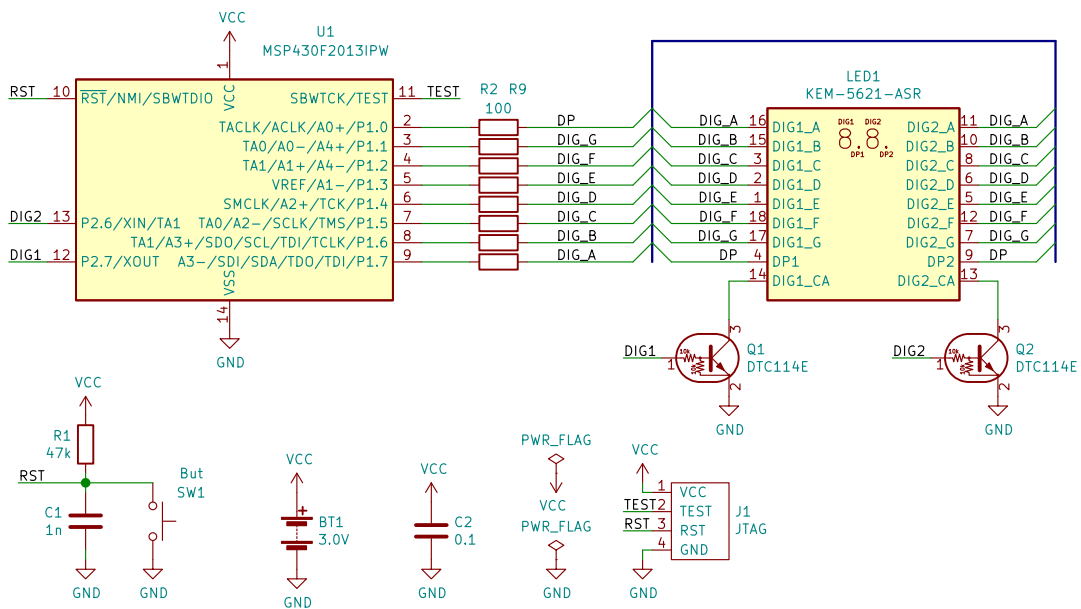 VCC
U1
MSP430F2013IPW
1
VCC
RST 10 RST/NMI/SBWTDIO
SBWTCK/TEST 11 TEST
TACLK/ACLK/A0+/P1.0 2
TA0/A0-/A4+/P1.1 3
TA1/A1+/A4-/P1.2 4
VREF/A1-/P1.3 5
SMCLK/A2+/TCK/P1.4 6
DIG2 13 P2.6/XIN/TA1 TA0/A2-/SCLK/TMS/P1.5 7
TA1/A3+/SDO/SCL/TDI/TCLK/P1.6 8
DIG1 12 P2.7/XOUT A3-/SDI/SDA/TDO/TDI/P1.7 9
VSS
14
GND
R2 R9
100
DP
DIG_G
DIG_F
DIG_E
DIG_D
DIG_C
DIG_B
DIG_A
LED1
KEM-5621-ASR
DIG1 DIG2
8.8.
DP1 DP2
DIG_A 16 DIG1_A DIG2_A 11 DIG_A
DIG_B 15 DIG1_B DIG2_B 10 DIG_B
DIG_C 3 DIG1_C DIG2_C 8 DIG_C
DIG_D 2 DIG1_D DIG2_D 6 DIG_D
DIG_E 1 DIG1_E DIG2_E 5 DIG_E
DIG_F 18 DIG1_F DIG2_F 12 DIG_F
DIG_G 17 DIG1_G DIG2_G 7 DIG_G
DP 4 DP1 DP2 9 DP
14 DIG1_CA DIG2_CA 13
DIG1 1
10k
10k
3
2
Q1
DTC114E
GND
DIG2 1
10k
10k
3
2
Q2
DTC114E
GND
VCC
R1
47k
RST
C1
1n
GND
But
SW1
GND
VCC
+
BT1
3.0V
GND
VCC
C2
0.1
GND
PWR_FLAG
VCC
PWR_FLAG
GND
VCC
1 VCC
TEST 2 TEST
RST 3 RST
4 GND
J1
JTAG
GND